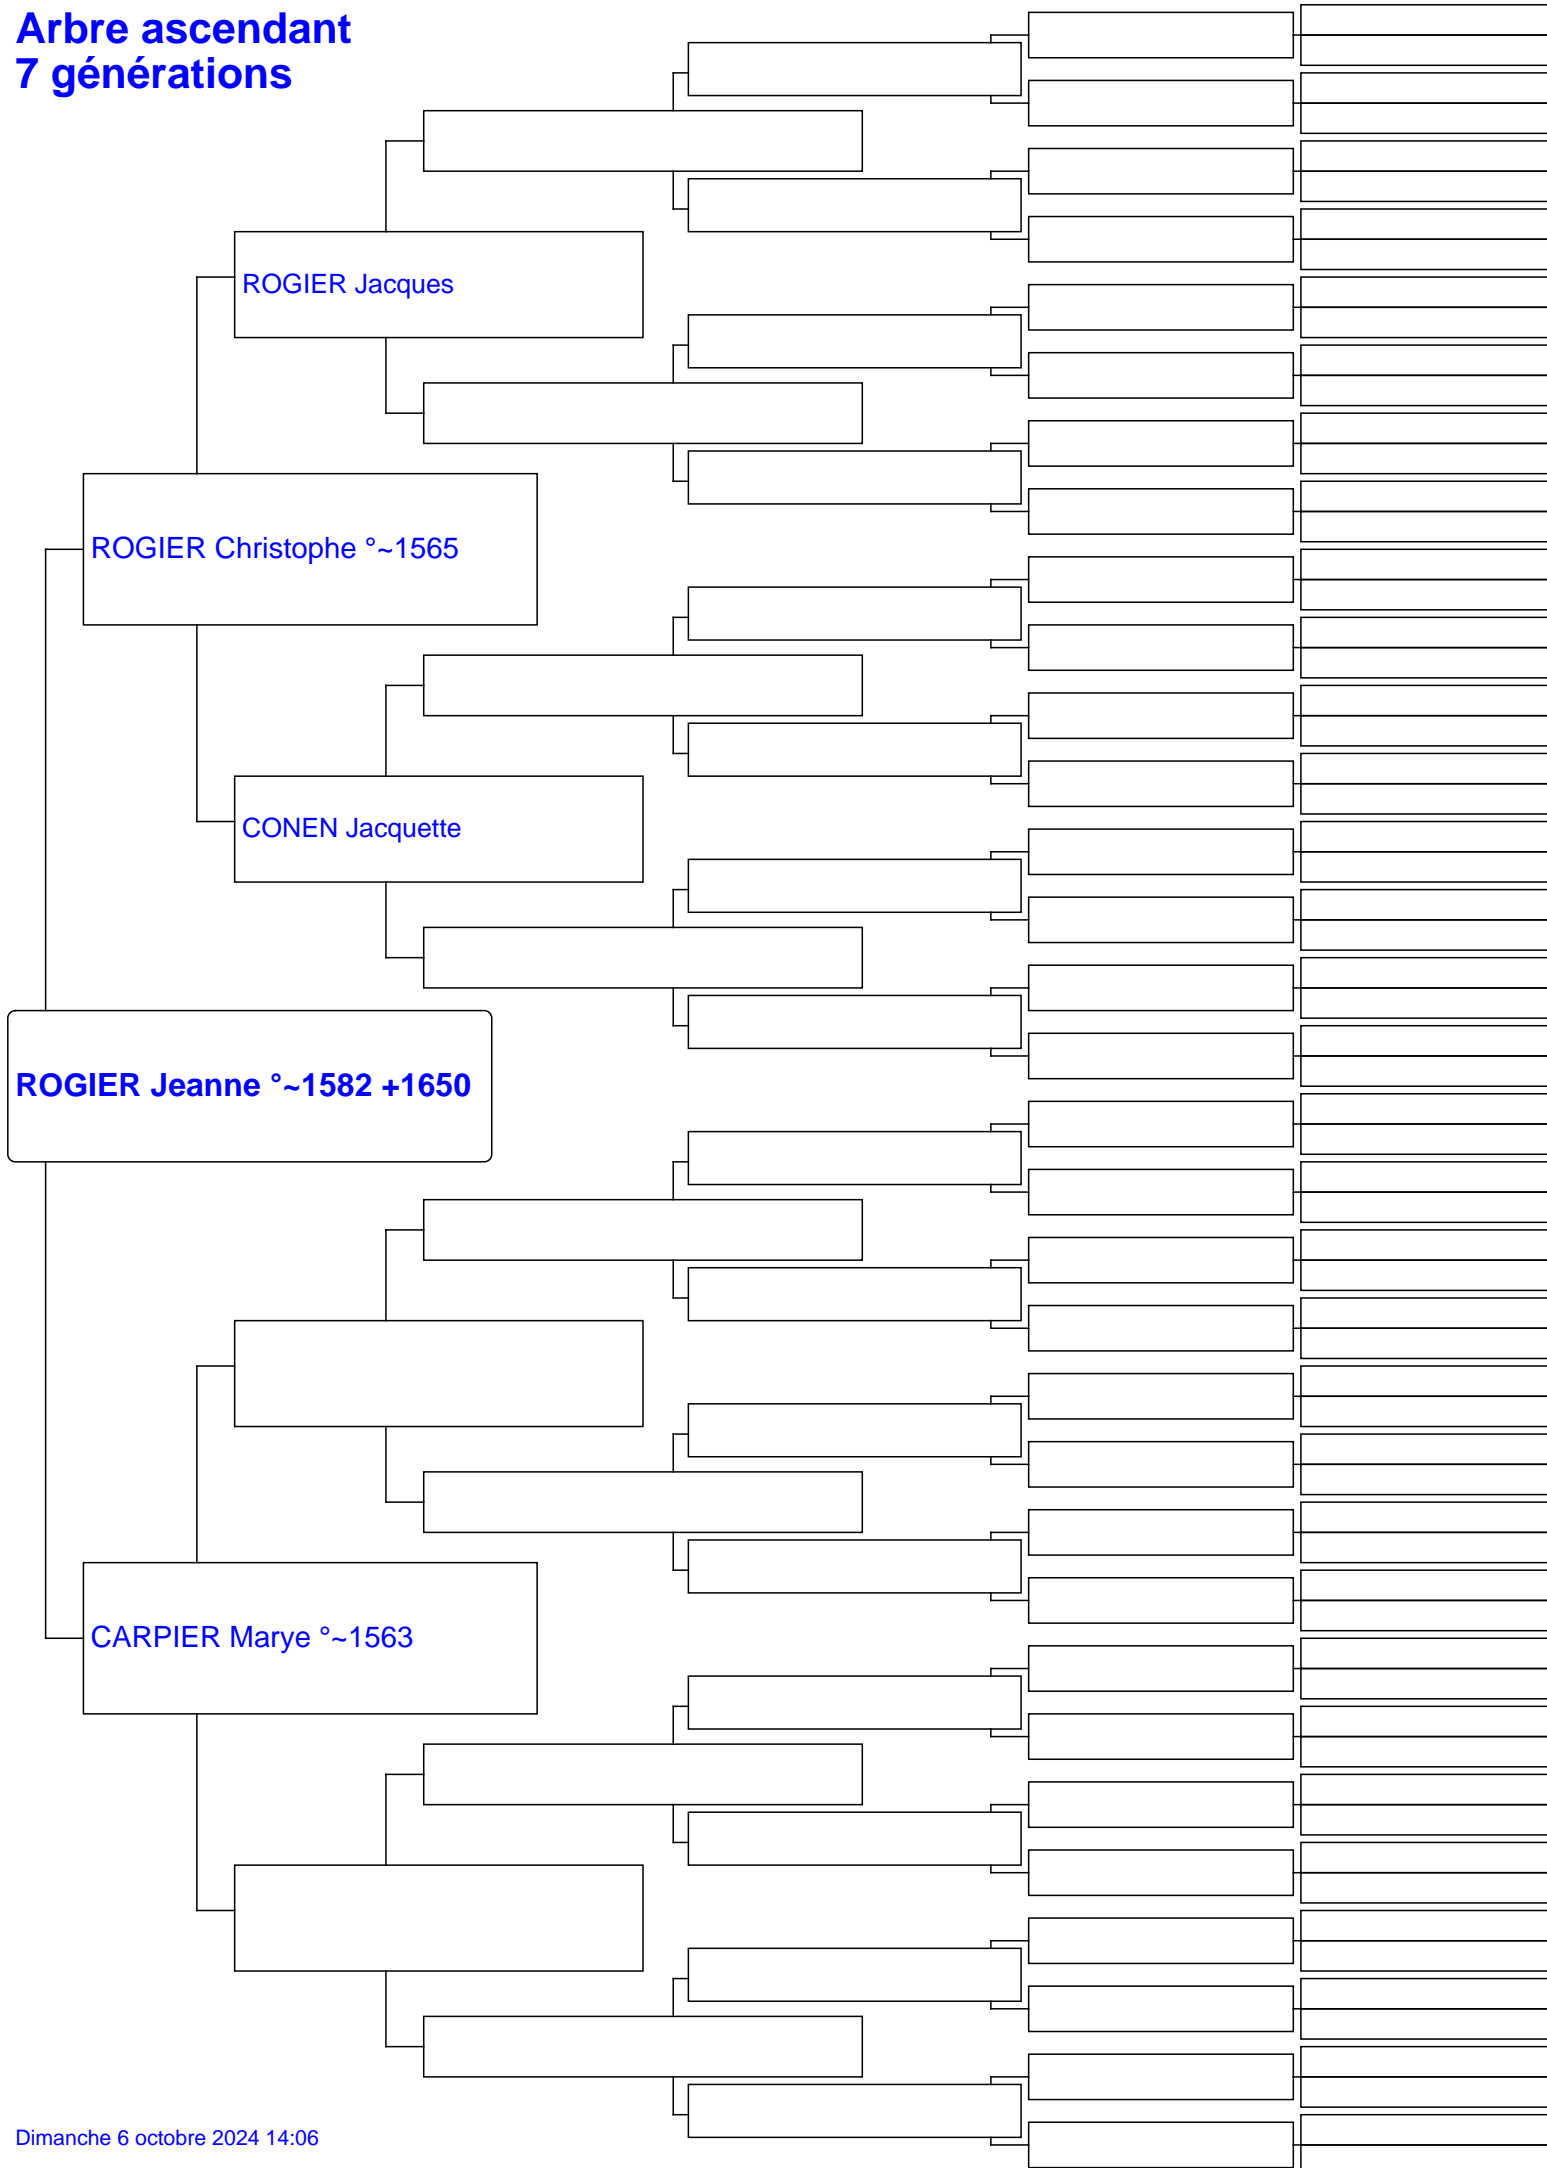 Arbre ascendant
7 générations
ROGIER Jacques
ROGIER Christophe °~1565
CONEN Jacquette
ROGIER Jeanne °~1582 +1650
CARPIER Marye °~1563
Dimanche 6 octobre 2024 14:06